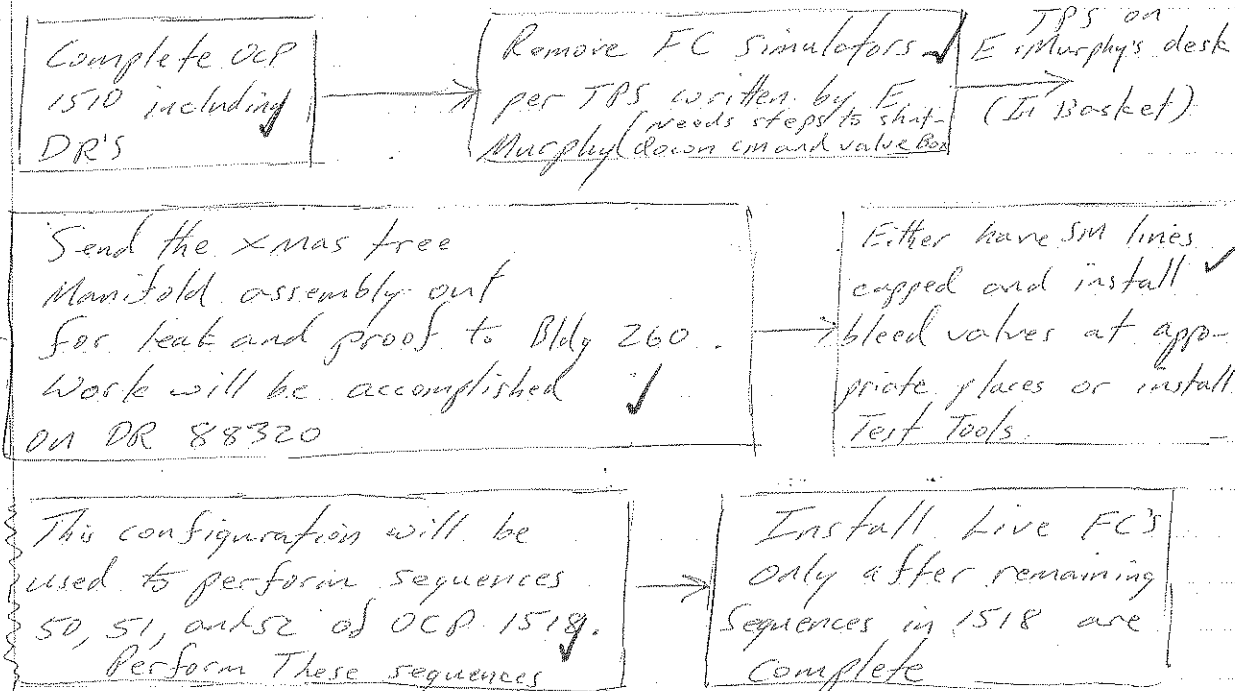 Complete OCP
1510 including
DR's
Remove FC simulators
per TPS written by E
Murphy (needs steps to shut-
down cm and valve Box
TPS on
E Murphy's desk
(In Basket)
Send the Xmas tree
Manifold assembly out
for leak and proof to Bldg 260.
Work will be accomplished
on DR 88320
Either have SM lines
capped and install
bleed valves at appo-
priate places or install
Test Tools.
This configuration will be
used to perform sequences
50, 51, and 52 of OCP 1518.
Perform These sequences
Install Live FC's
only after remaining
Sequences in 1518 are
Complete